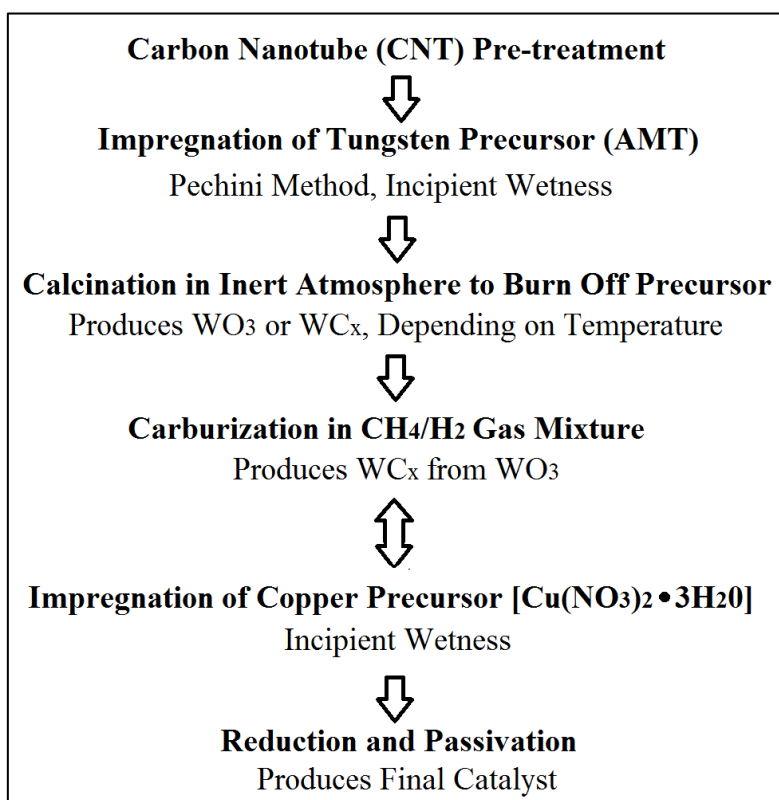 Carbon Nanotube (CNT) Pre-treatment
Impregnation of Tungsten Precursor (AMT)
Pechini Method, Incipient Wetness
Calcination in Inert Atmosphere to Burn Off Precursor
Produces WO3 or WCx, Depending on Temperature
Carburization in CH4/H2 Gas Mixture
Produces WCx from WO3
Impregnation of Copper Precursor [Cu(NO3)2•3H20]
Incipient Wetness
Reduction and Passivation
Produces Final Catalyst